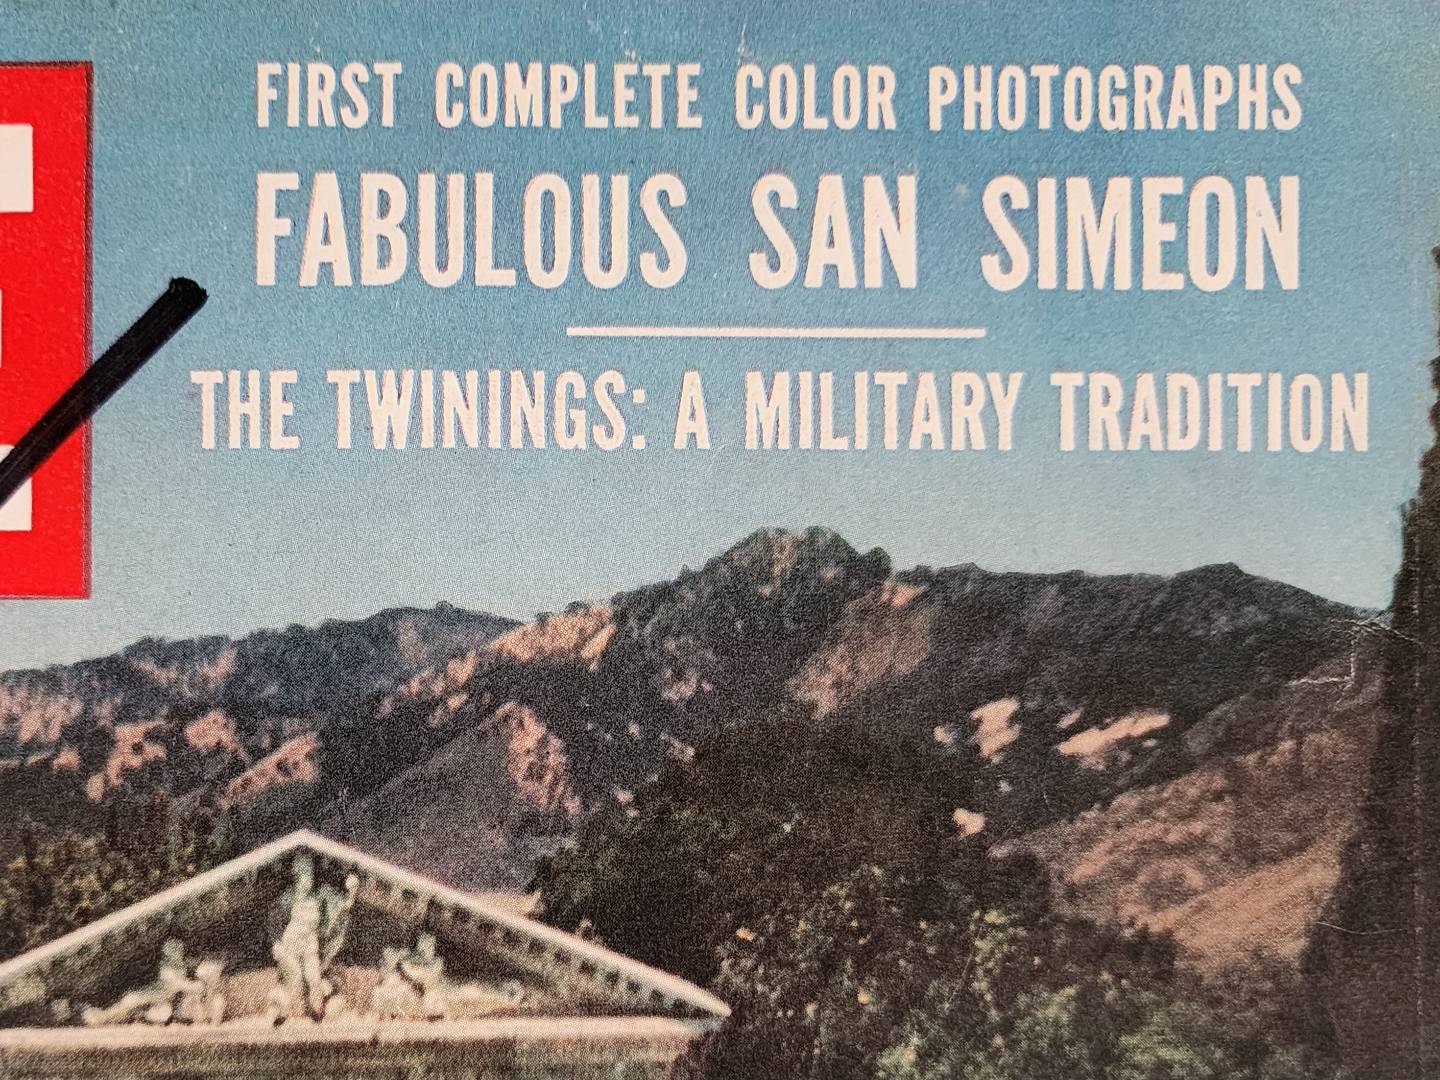 FIRST COMPLETE COLOR PHOTOGRAPHS
FABULOUS SAN SIMEON
THE TWININGS: A MILITARY TRADITION